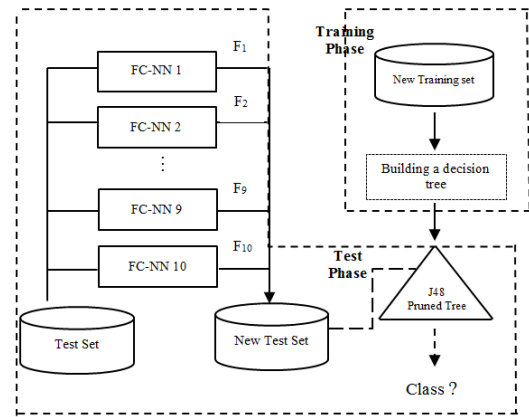 F1
FC-NN 1
F2
FC-NN 2
⋮
F9
FC-NN 9
F10
FC-NN 10
Test Set
New Test Set
Training
Phase
New Training set
Building a decision
tree
Test
Phase
J48
Pruned Tree
Class ?